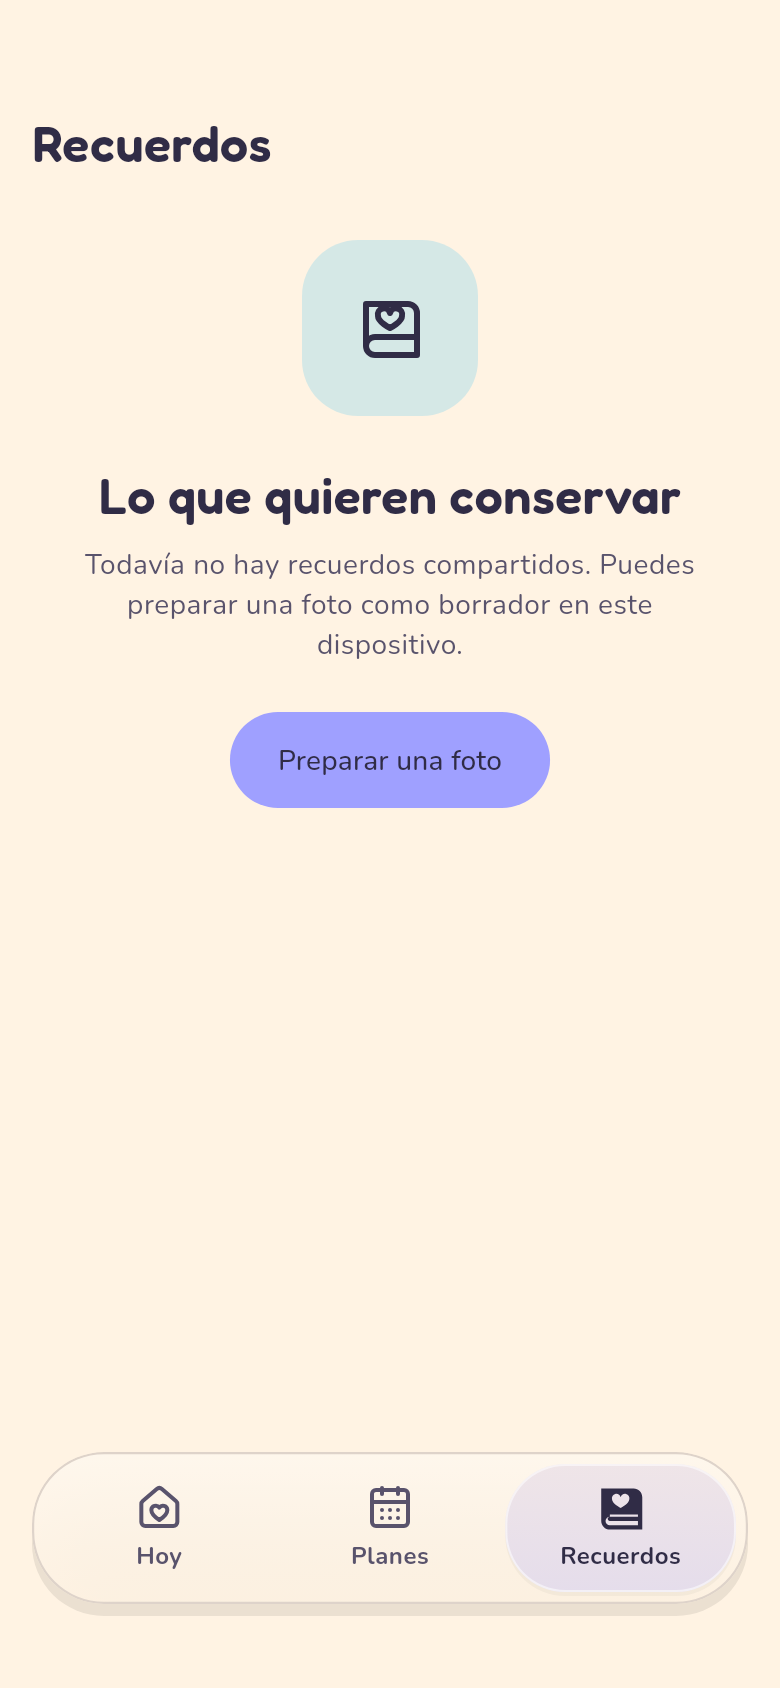 Recuerdos
Lo que quieren conservar
Todavía no hay recuerdos compartidos. Puedes
preparar una foto como borrador en este
dispositivo.
Preparar una foto
Hoy
Planes
Recuerdos